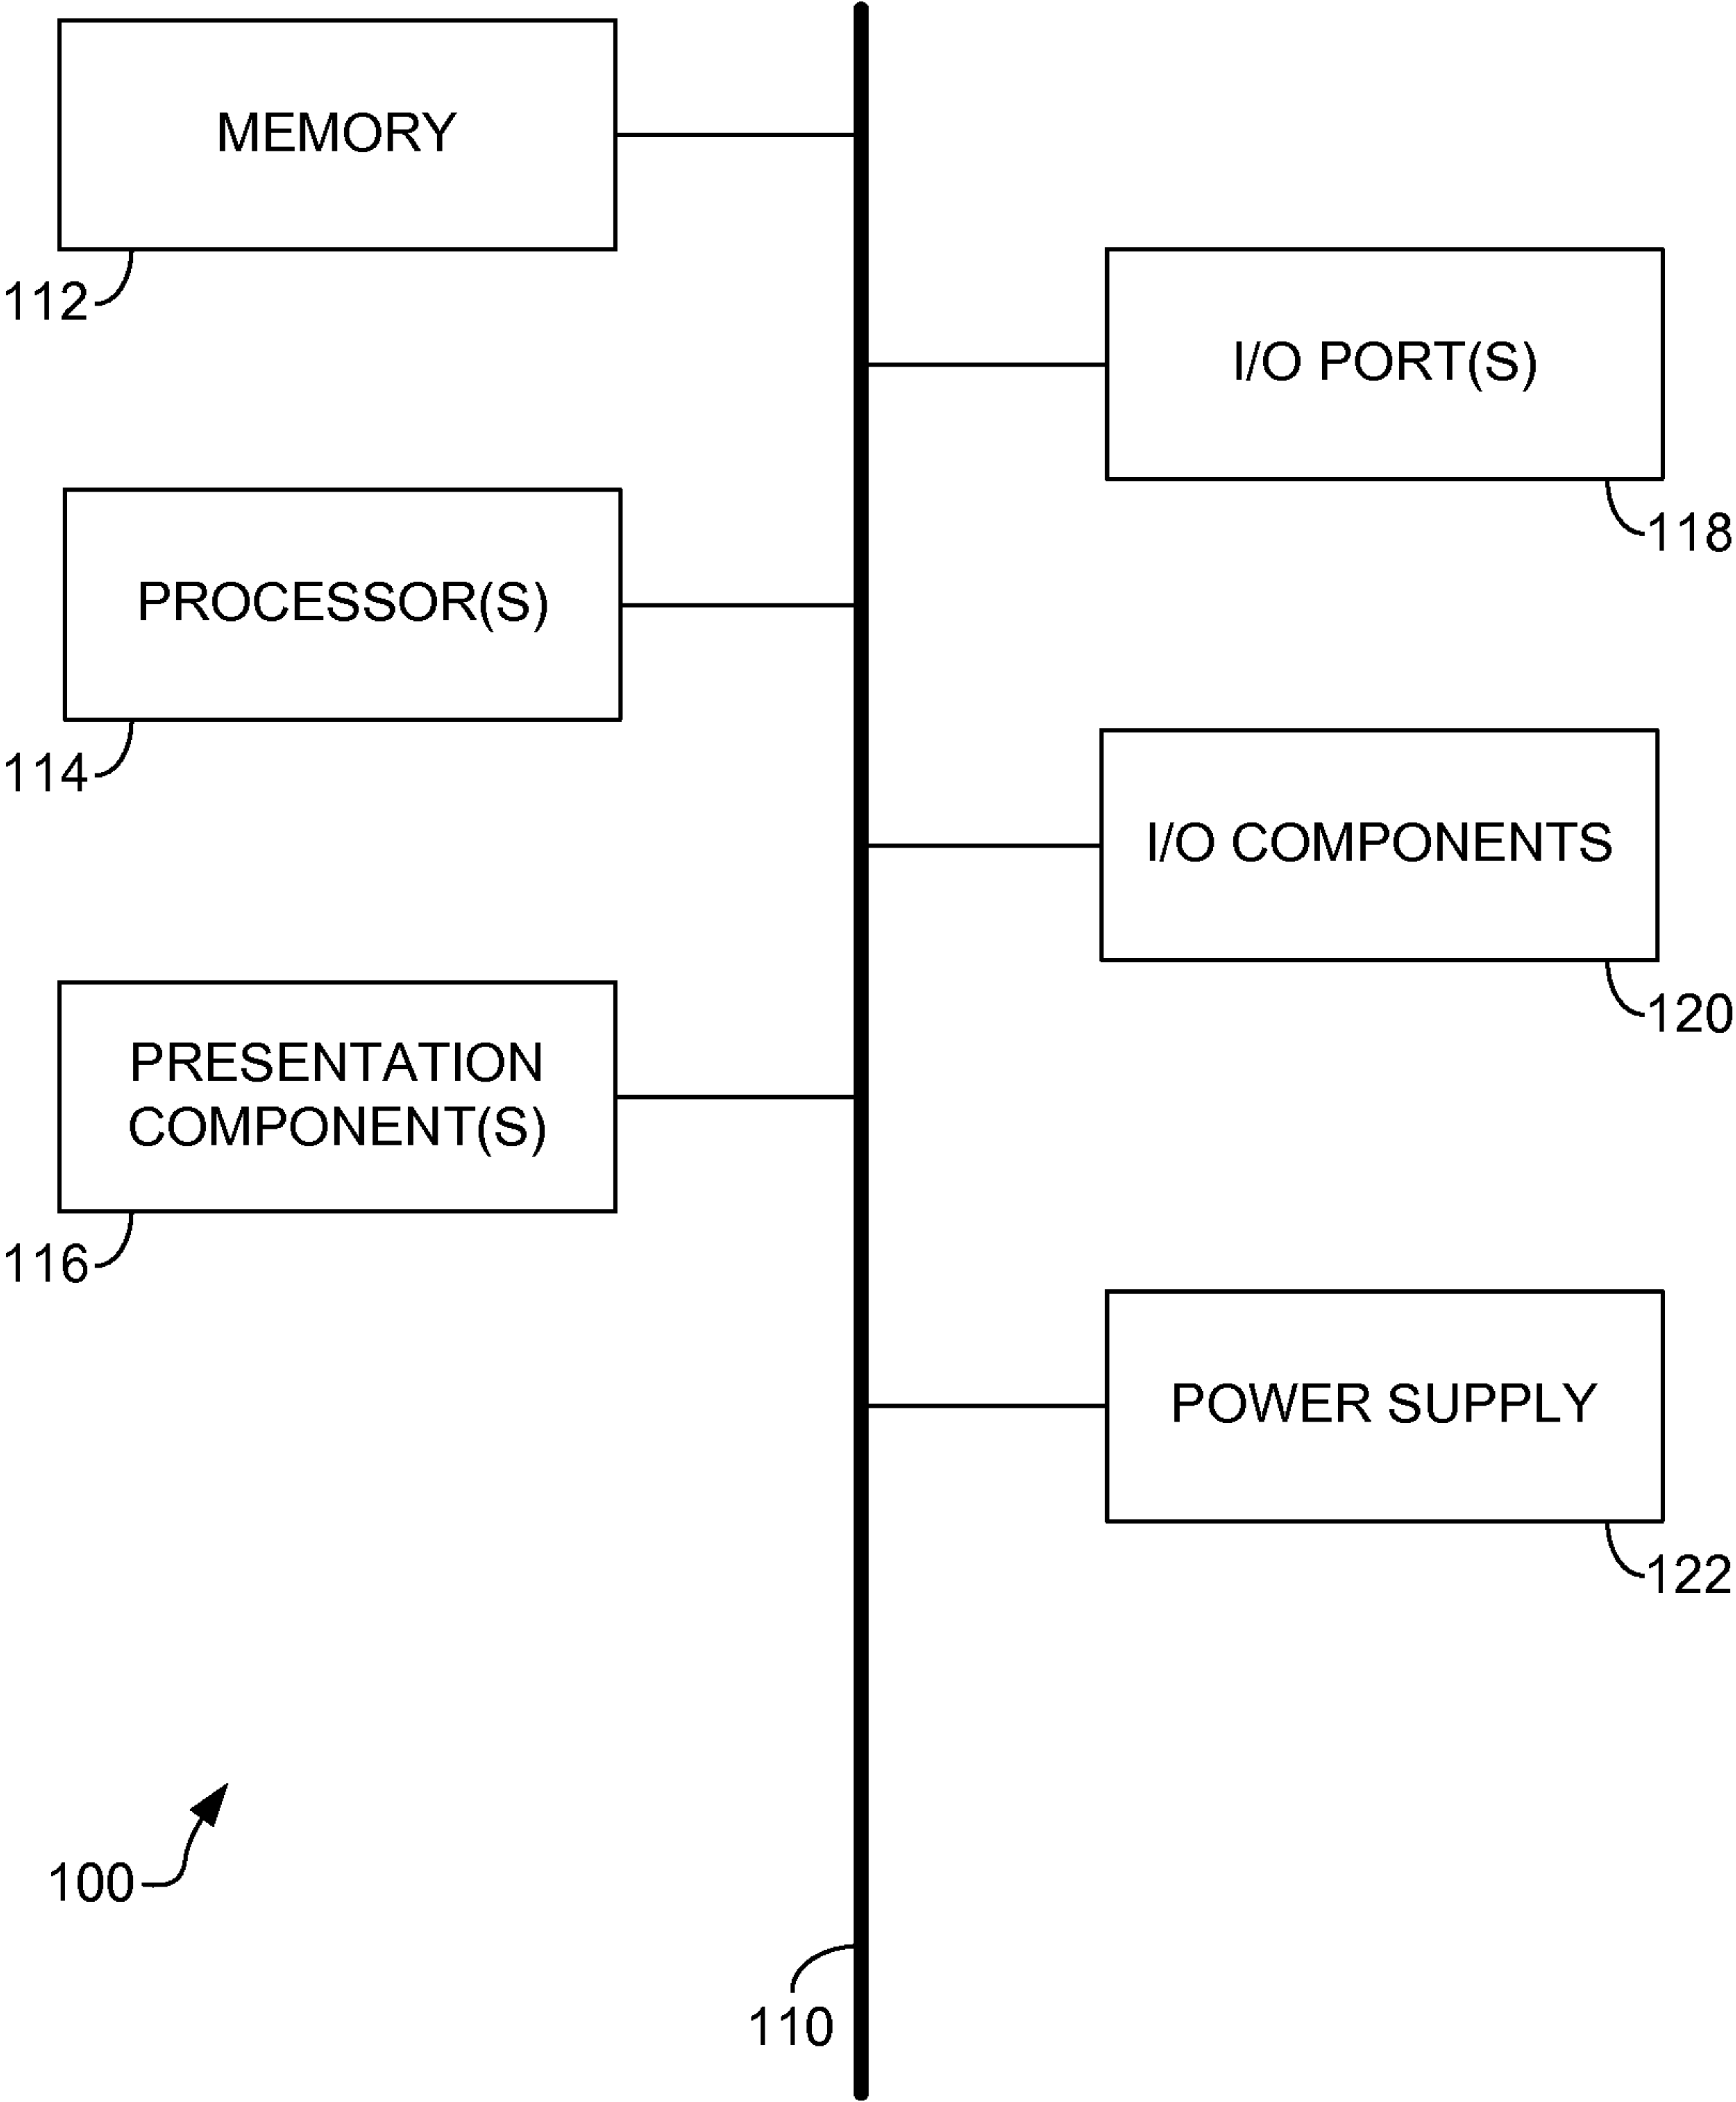 MEMORY
112
I/O PORT(S)
118
PROCESSOR(S)
114
I/O COMPONENTS
120
PRESENTATION
COMPONENT(S)
116
POWER SUPPLY
122
100
110